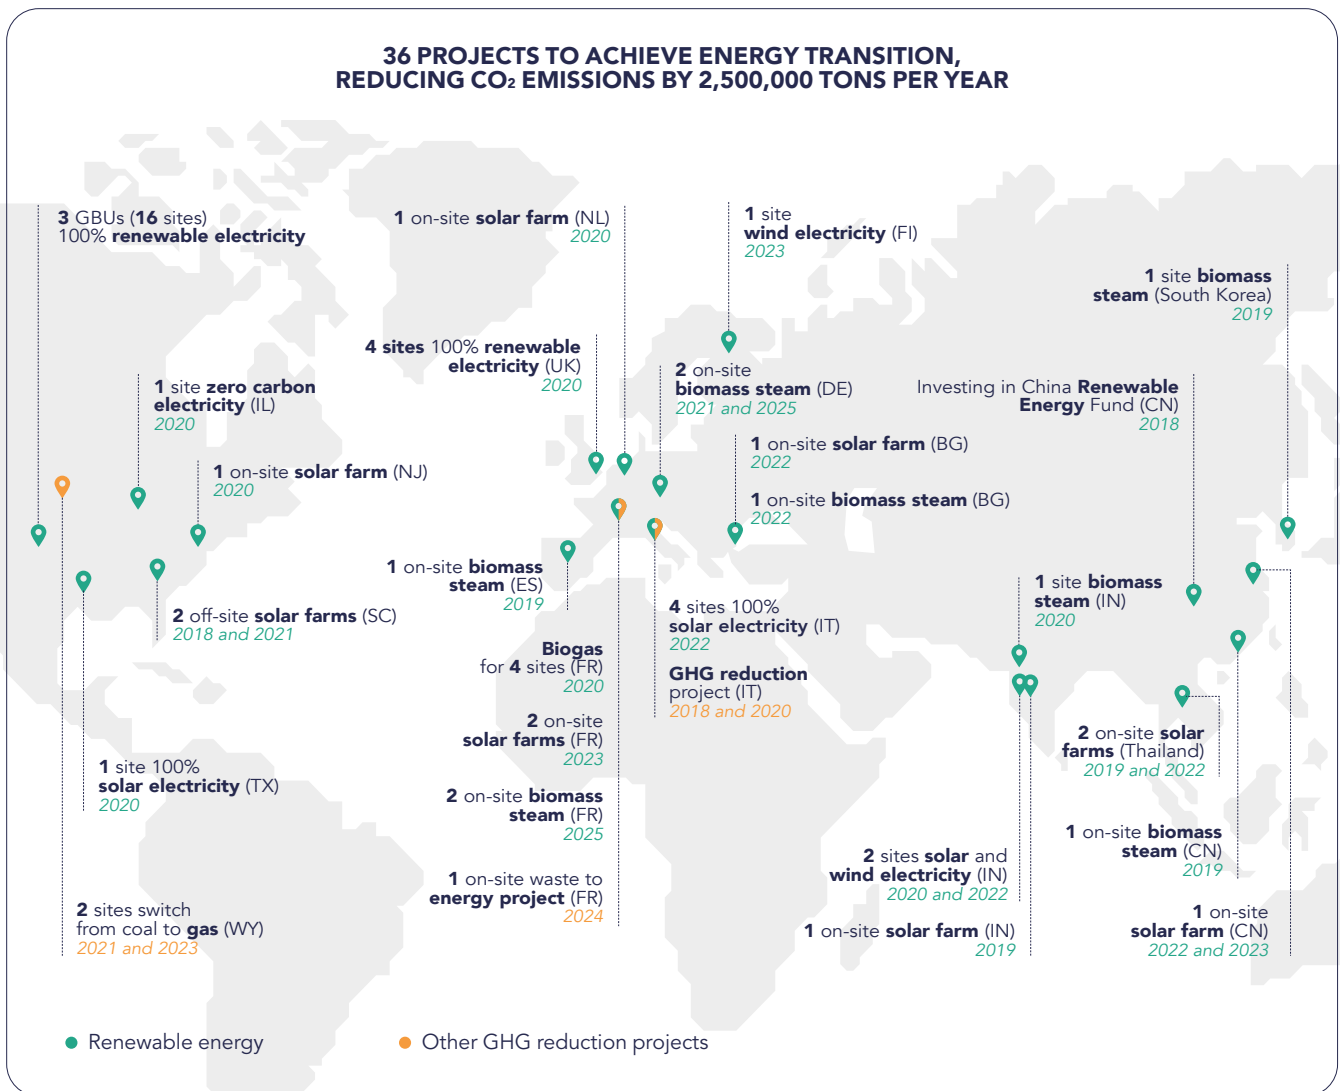 36 PROJECTS TO ACHIEVE ENERGY TRANSITION,
REDUCING CO₂ EMISSIONS BY 2,500,000 TONS PER YEAR
3 GBUs (16 sites)
100% renewable electricity
1 on-site solar farm (NL)
2020
1 site
wind electricity (FI)
2023
1 site biomass
steam (South Korea)
2019
4 sites 100% renewable
electricity (UK)
2020
2 on-site
biomass steam (DE)
2021 and 2025
Investing in China Renewable
Energy Fund (CN)
2018
1 site zero carbon
electricity (IL)
2020
1 on-site solar farm (NJ)
2020
1 on-site solar farm (BG)
2022
1 on-site biomass steam (BG)
2022
1 on-site biomass
steam (ES)
2019
2 off-site solar farms (SC)
2018 and 2021
4 sites 100%
solar electricity (IT)
2022
GHG reduction
project (IT)
2018 and 2020
1 site biomass
steam (IN)
2020
Biogas
for 4 sites (FR)
2020
2 on-site
solar farms (FR)
2023
2 on-site biomass
steam (FR)
2025
1 on-site waste to
energy project (FR)
2024
1 site 100%
solar electricity (TX)
2020
2 sites switch
from coal to gas (WY)
2021 and 2023
2 on-site solar
farms (Thailand)
2019 and 2022
1 on-site biomass
steam (CN)
2019
2 sites solar and
wind electricity (IN)
2020 and 2022
1 on-site solar farm (IN)
2019
1 on-site
solar farm (CN)
2022 and 2023
Renewable energy
Other GHG reduction projects